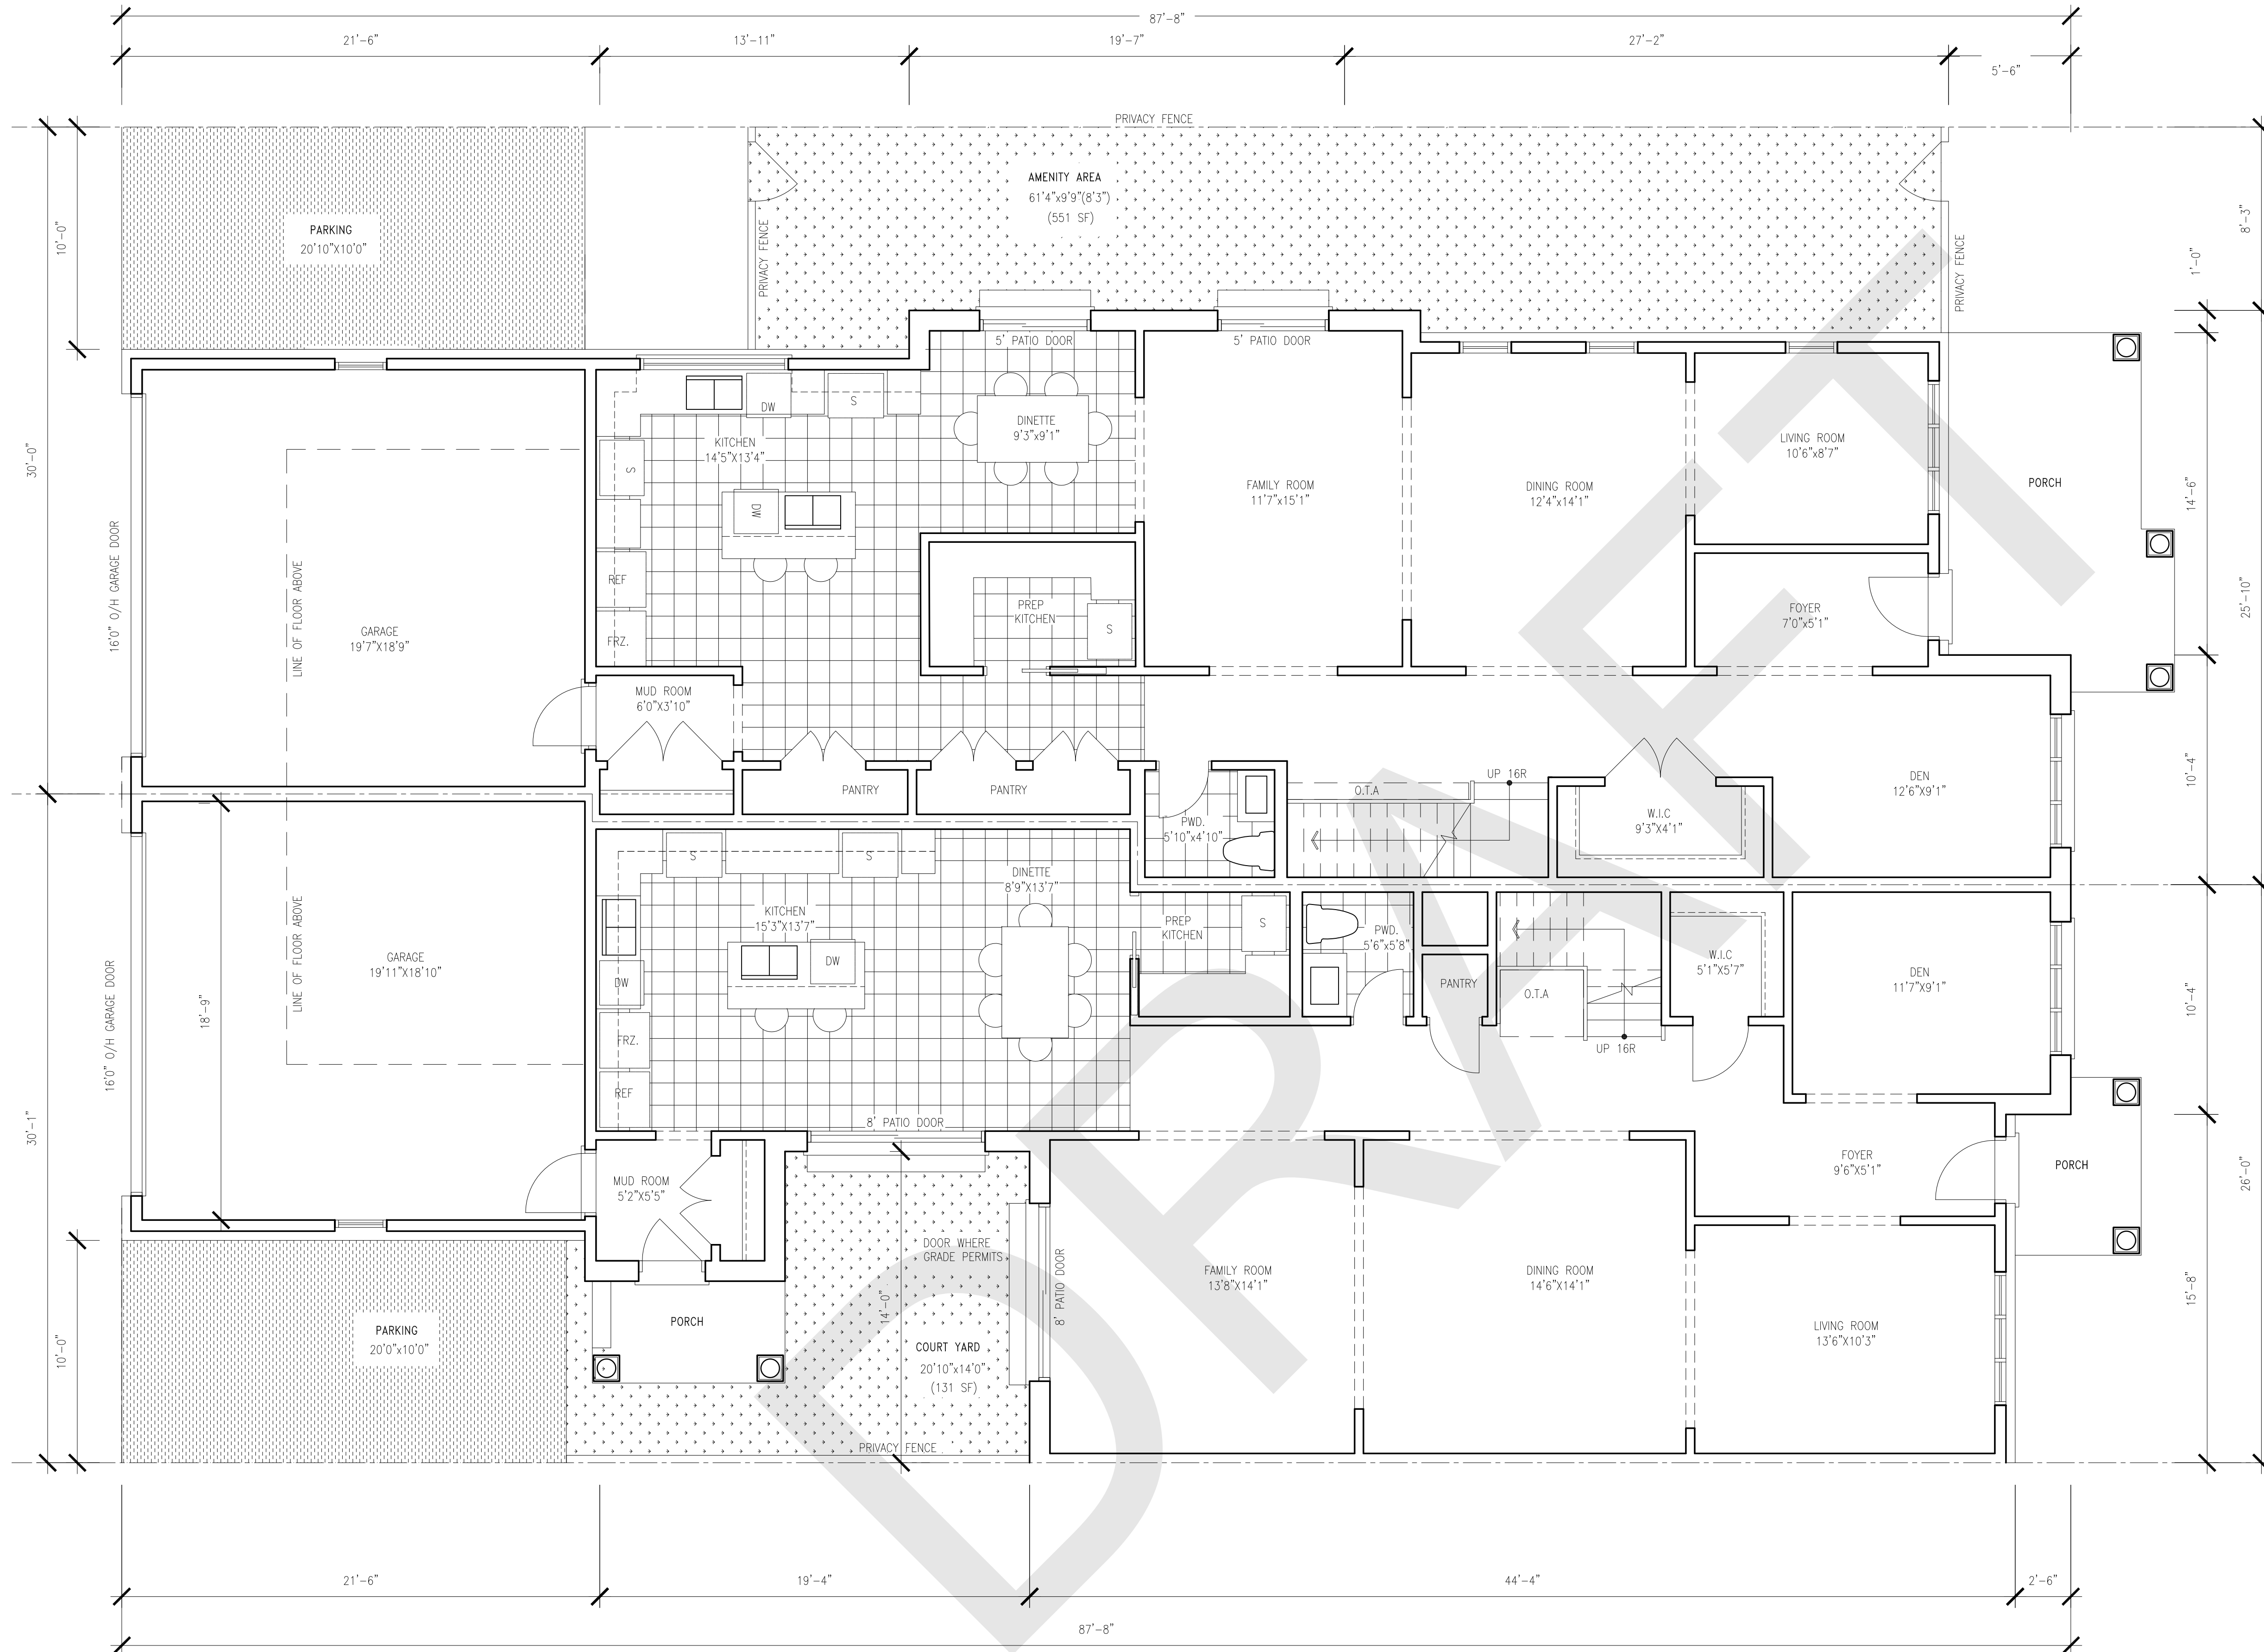 87'-8"
21'-6"
13'-11"
19'-7"
27'-2"
5'-6"
PRIVACY FENCE
10'-0"
30'-0"
PARKING
20'10"X10'0"
PRIVACY FENCE
AMENITY AREA
61'4"x9'9"(8'3")
(551 SF)
PRIVACY FENCE
8'-3"
1'-0"
5' PATIO DOOR
5' PATIO DOOR
DW
S
DINETTE
9'3"x9'1"
KITCHEN
14'5"X13'4"
S
DW
REF
FRZ.
PREP
KITCHEN
S
FAMILY ROOM
11'7"x15'1"
DINING ROOM
12'4"x14'1"
LIVING ROOM
10'6"x8'7"
PORCH
14'-6"
25'-10"
FOYER
7'0"x5'1"
16'0" O/H GARAGE DOOR
LINE OF FLOOR ABOVE
GARAGE
19'7"X18'9"
MUD ROOM
6'0"X3'10"
PANTRY
PANTRY
PWD.
5'10"x4'10"
O.T.A
UP 16R
W.I.C
9'3"X4'1"
DEN
12'6"X9'1"
10'-4"
S
S
DINETTE
8'9"X13'7"
KITCHEN
15'3"X13'7"
DW
DW
FRZ.
REF
PREP
KITCHEN
S
PWD.
5'6"x5'8"
PANTRY
O.T.A
UP 16R
W.I.C
5'1"X5'7"
DEN
11'7"X9'1"
10'-4"
30'-1"
16'0" O/H GARAGE DOOR
18'-9"
LINE OF FLOOR ABOVE
GARAGE
19'11"X18'10"
8' PATIO DOOR
MUD ROOM
5'2"X5'5"
FOYER
9'6"X5'1"
PORCH
26'-0"
DOOR WHERE
GRADE PERMITS
14'-0"
8' PATIO DOOR
FAMILY ROOM
13'8"X14'1"
DINING ROOM
14'6"X14'1"
LIVING ROOM
13'6"X10'3"
15'-8"
10'-0"
PARKING
20'0"x10'0"
PORCH
COURT YARD
20'10"x14'0"
(131 SF)
PRIVACY FENCE
21'-6"
19'-4"
44'-4"
2'-6"
87'-8"
DRAFT